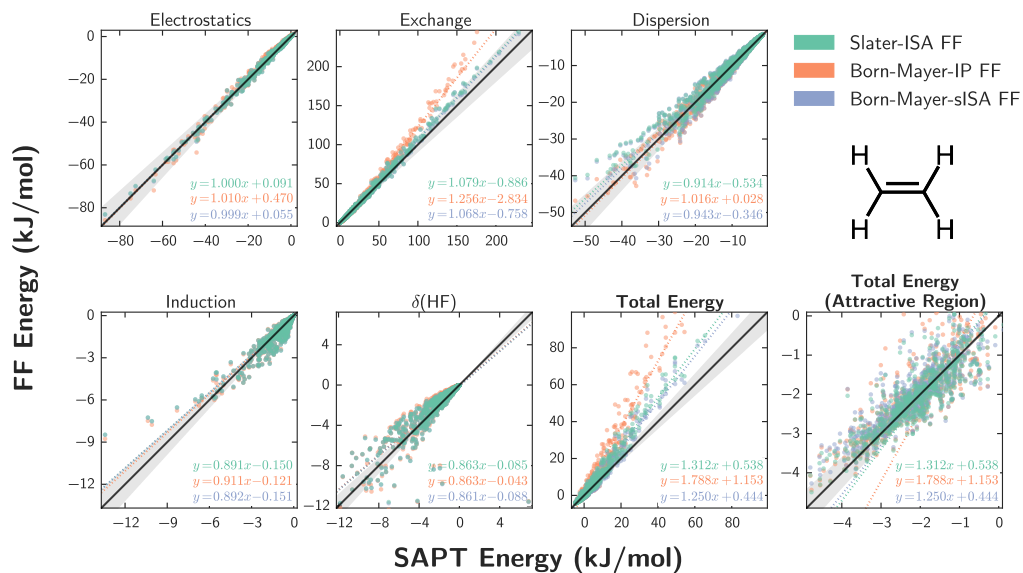 Electrostatics
0
−20
−40
−60
−80
y=1.000x+0.091
y=1.010x+0.470
y=0.999x+0.055
−80 −60 −40 −20 0
Exchange
200
150
100
50
0
y=1.079x−0.886
y=1.256x−2.834
y=1.068x−0.758
0 50 100 150 200
Dispersion
−10
−20
−30
−40
−50
y=0.914x−0.534
y=1.016x+0.028
y=0.943x−0.346
−50 −40 −30 −20 −10
Slater-ISA FF
Born-Mayer-IP FF
Born-Mayer-sISA FF
H H
H H
FF Energy (kJ/mol)
Induction
0
−3
−6
−9
−12
y=0.891x−0.150
y=0.911x−0.121
y=0.892x−0.151
−12 −9 −6 −3 0
δ(HF)
4
0
−4
−8
−12
y=0.863x−0.085
y=0.863x−0.043
y=0.861x−0.088
−12 −8 −4 0 4
Total Energy
80
60
40
20
0
y=1.312x+0.538
y=1.788x+1.153
y=1.250x+0.444
0 20 40 60 80
Total Energy
(Attractive Region)
0
−1
−2
−3
−4
y=1.312x+0.538
y=1.788x+1.153
y=1.250x+0.444
−4 −3 −2 −1 0
SAPT Energy (kJ/mol)